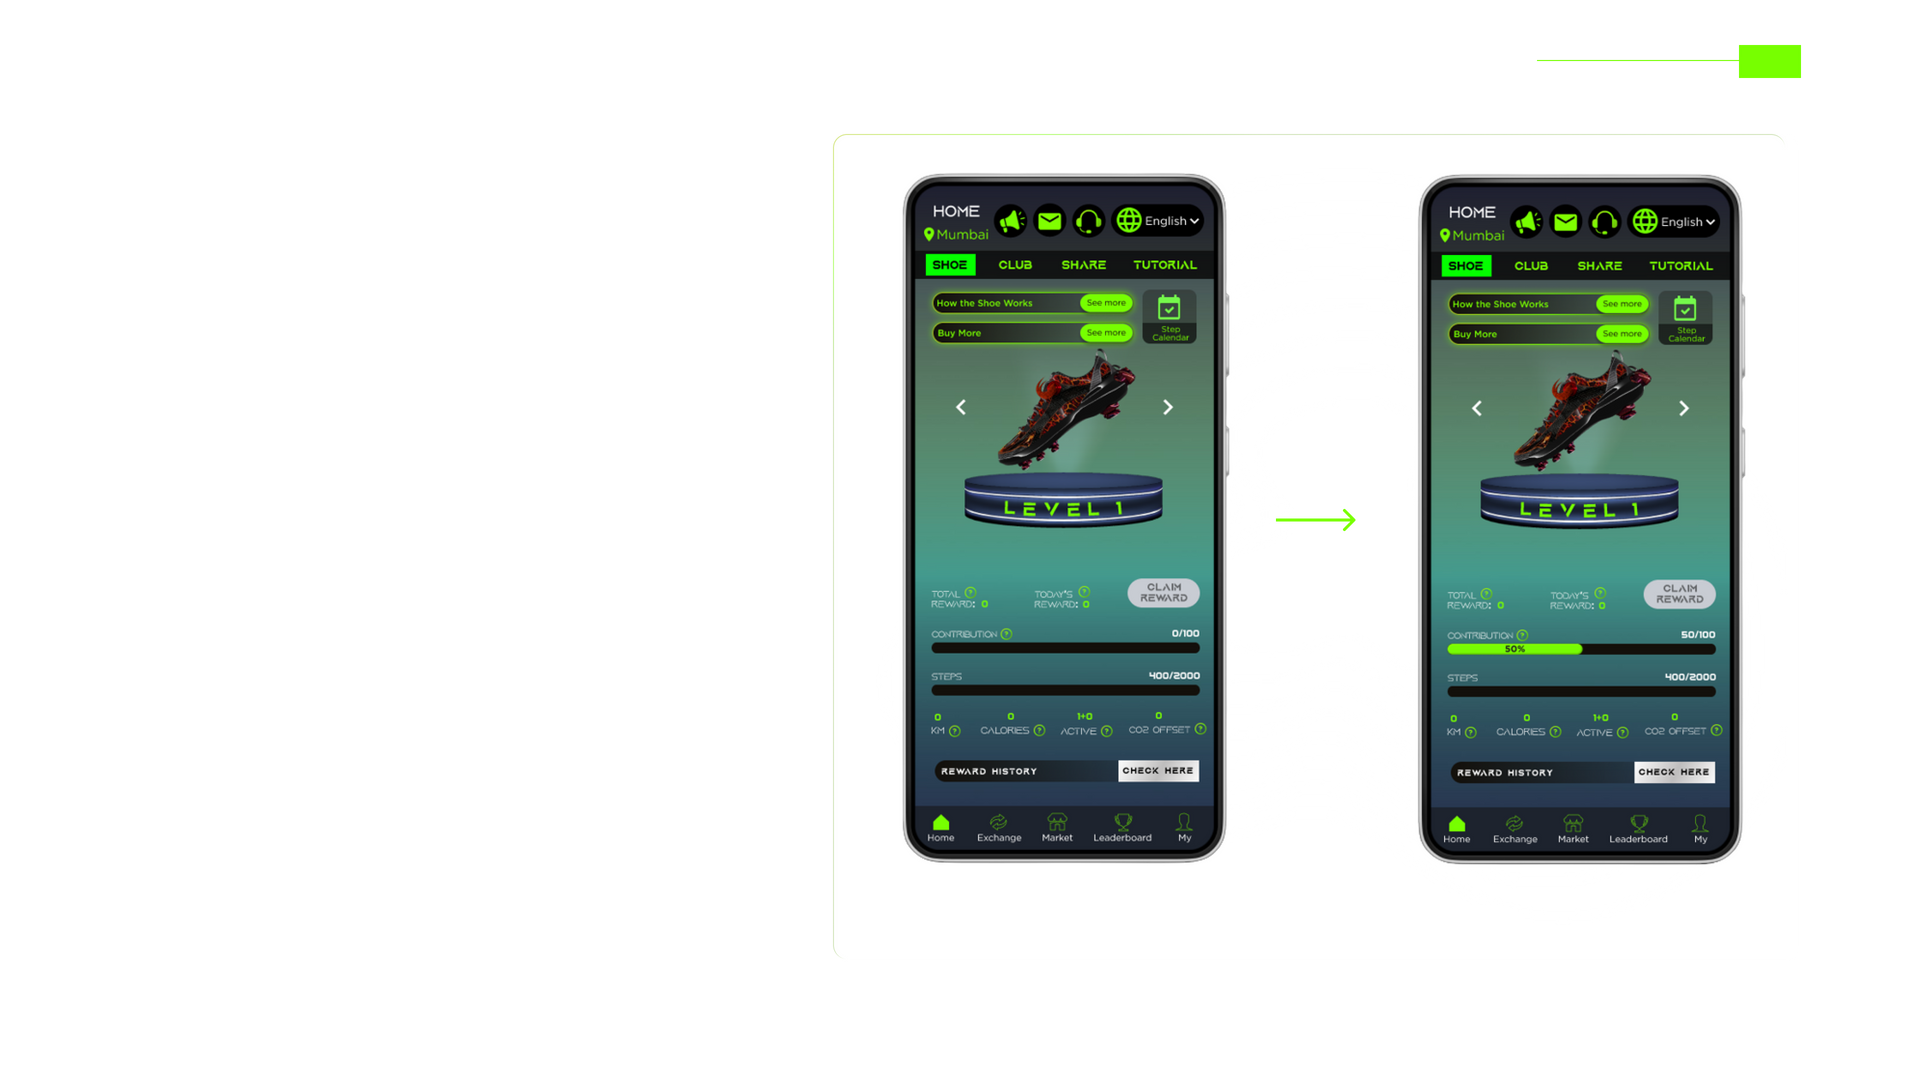 HOME
Mumbai
English
SHOE CLUB SHARE TUTORIAL
How the Shoe Works See more
Buy More See more
Step
Calendar
LEVEL 1
TOTAL
REWARD: 0
TODAY'S
REWARD: 0
CLAIM
REWARD
CONTRIBUTION ? 0/100
STEPS 400/2000
0 0 1+0 0
KM ? CALORIES ? ACTIVE ? CO2 OFFSET ?
REWARD HISTORY CHECK HERE
Home Exchange Market Leaderboard My
HOME
Mumbai
English
SHOE CLUB SHARE TUTORIAL
How the Shoe Works See more
Buy More See more
Step
Calendar
LEVEL 1
TOTAL
REWARD: 0
TODAY'S
REWARD: 0
CLAIM
REWARD
CONTRIBUTION ? 50/100
50%
STEPS 400/2000
0 0 1+0 0
KM ? CALORIES ? ACTIVE ? CO2 OFFSET ?
REWARD HISTORY CHECK HERE
Home Exchange Market Leaderboard My